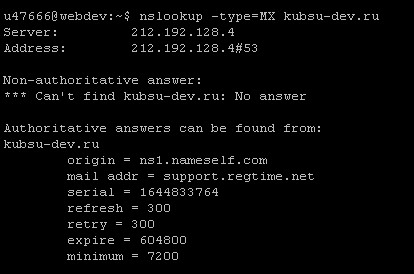 u47666@webdev:~$ nslookup -type=MX kubsu-dev.ru
Server:         212.192.128.4
Address:        212.192.128.4#53

Non-authoritative answer:
*** Can't find kubsu-dev.ru: No answer

Authoritative answers can be found from:
kubsu-dev.ru
        origin = ns1.nameself.com
        mail addr = support.regtime.net
        serial = 1644833764
        refresh = 300
        retry = 300
        expire = 604800
        minimum = 7200